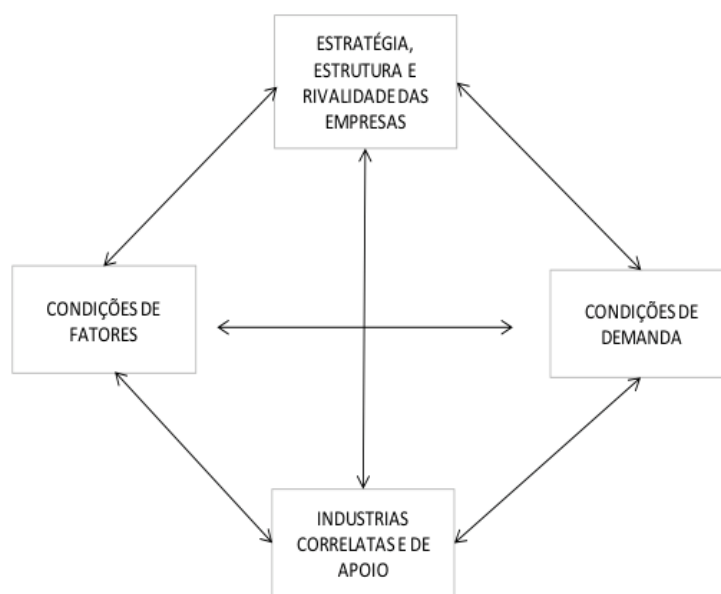 ESTRATÉGIA,
ESTRUTURA E
RIVALIDADE DAS
EMPRESAS
CONDIÇÕES DE
FATORES
CONDIÇÕES DE
DEMANDA
INDUSTRIAS
CORRELATAS E DE
APOIO